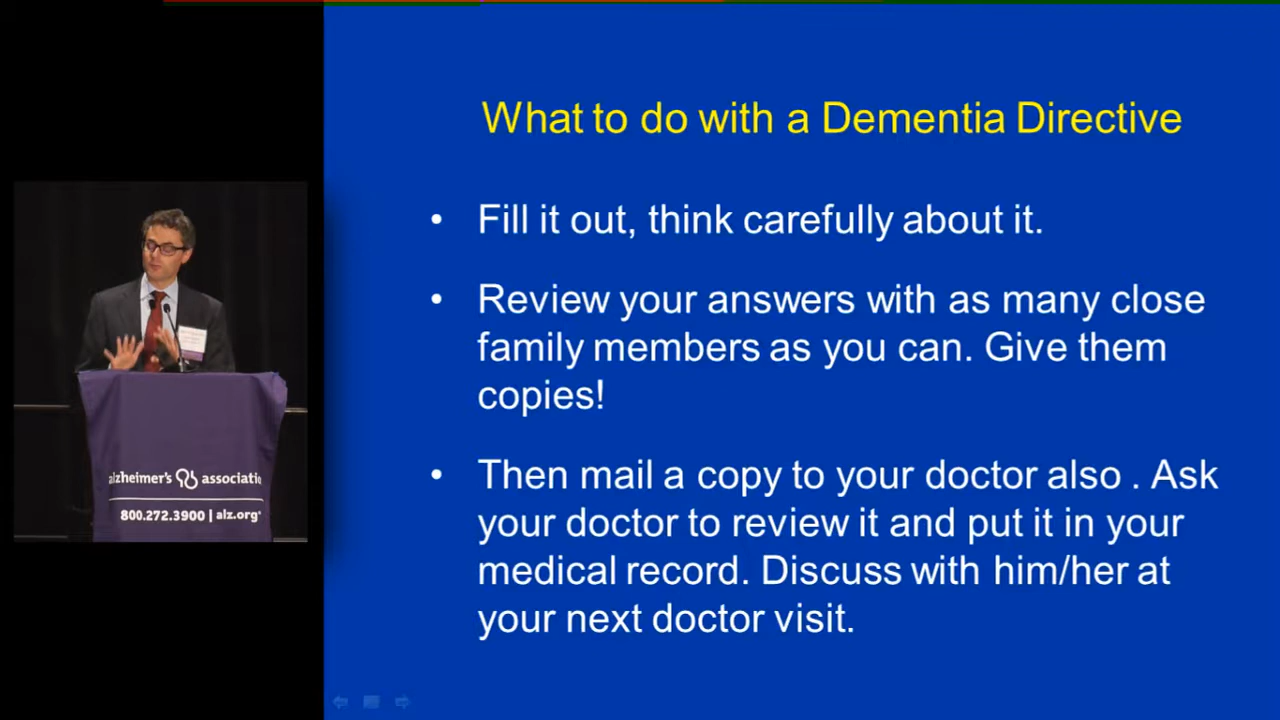 What to do with a Dementia Directive
• Fill it out, think carefully about it.
• Review your answers with as many close
family members as you can. Give them
copies!
• Then mail a copy to your doctor also . Ask
your doctor to review it and put it in your
medical record. Discuss with him/her at
your next doctor visit.
alzheimer's associatio
800.272.3900 | alz.org®